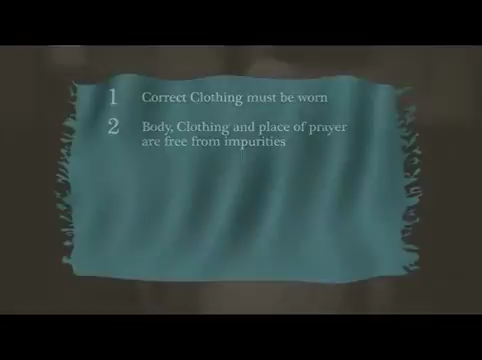 1 Correct Clothing must be worn
2 Body, Clothing and place of prayer
are free from impurities